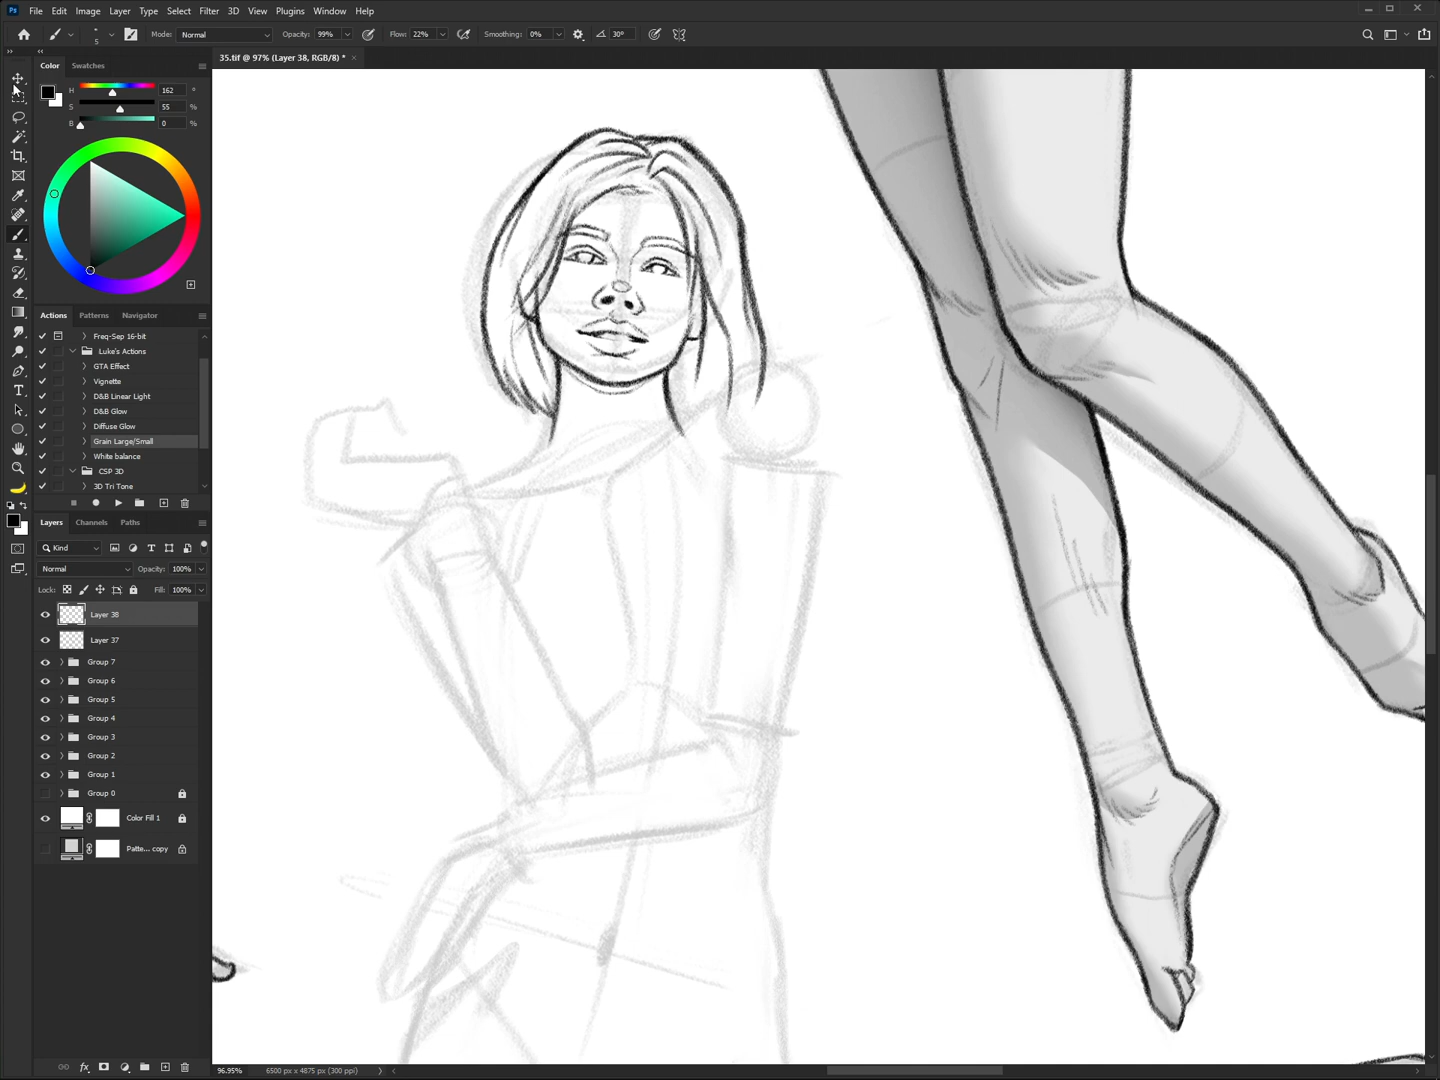 Ps File Edit Image Layer Type Select Filter 3D View Plugins Window Help
5 Mode: Normal Opacity: 99% Flow: 22% Smoothing: 0% 30°
35.tif @ 97% (Layer 38, RGB/8) * ×
Color Swatches
H 162 °
S 55 %
B 0 %
Actions Patterns Navigator
Freq-Sep 16-bit
Luke's Actions
GTA Effect
Vignette
D&B Linear Light
D&B Glow
Diffuse Glow
Grain Large/Small
White balance
CSP 3D
3D Tri Tone
Layers Channels Paths
Kind
Normal Opacity: 100%
Lock: Fill: 100%
Layer 38
Layer 37
Group 7
Group 6
Group 5
Group 4
Group 3
Group 2
Group 1
Group 0
Color Fill 1
Patte... copy
fx
96.95% 6500 px x 4875 px (300 ppi)